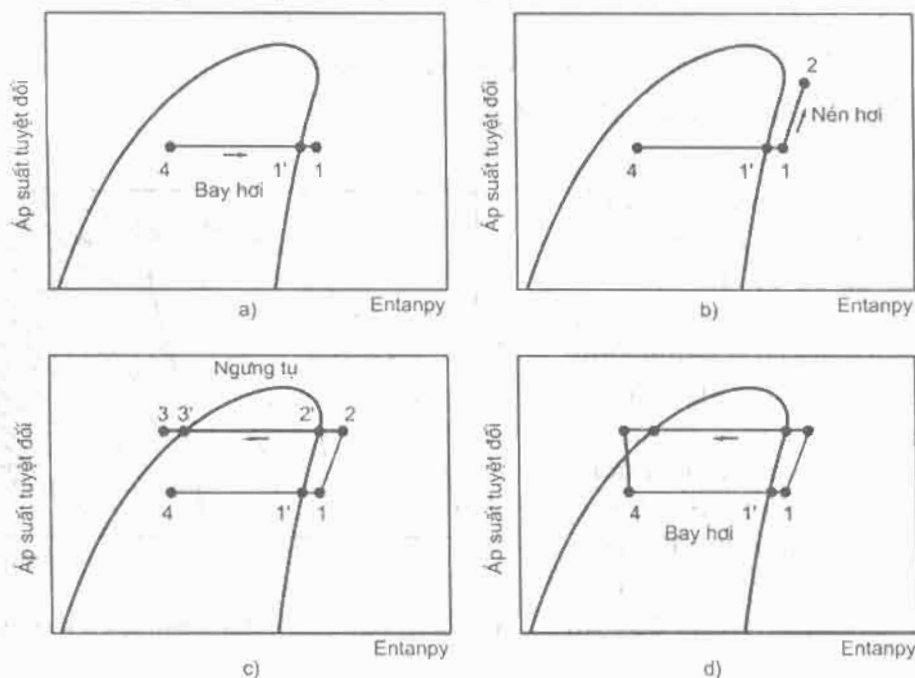 Áp suất tuyệt đối
4
1'
1
Bay hơi
Entanpy
a)
Áp suất tuyệt đối
2
Nén hơi
4
1'
1
Entanpy
b)
Áp suất tuyệt đối
Ngưng tụ
3
3'
2'
2
4
1'
1
Entanpy
c)
Áp suất tuyệt đối
4
1'
1
Bay hơi
Entanpy
d)